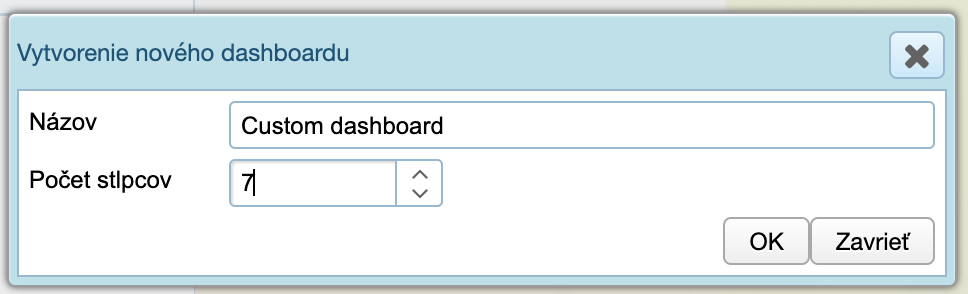 Vytvorenie nového dashboardu
Názov
Custom dashboard
Počet stlpcov
7
OK
Zavrieť